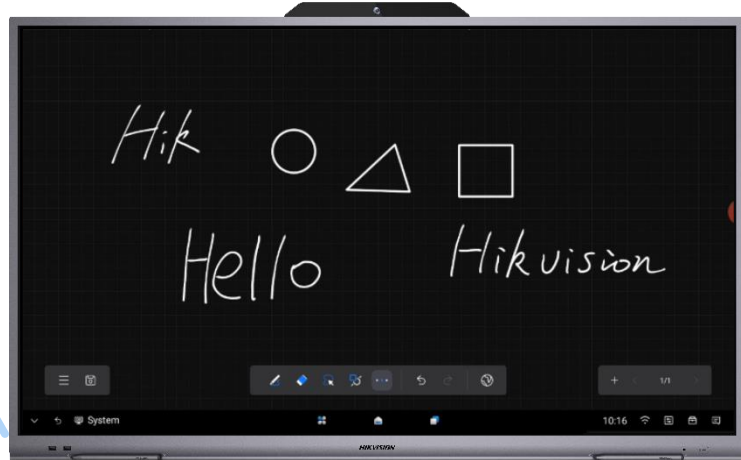 Hik
Hello
Hikvision
1/1
System
10:16
HIKVISION